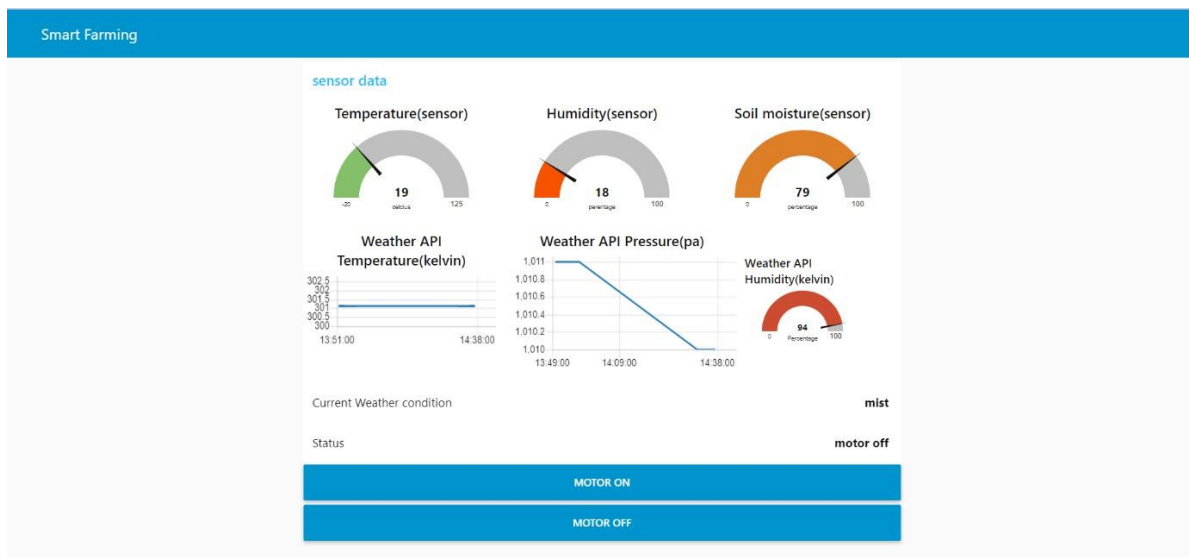 Smart Farming
sensor data
Temperature(sensor)
19
celcius
-20
125
Humidity(sensor)
18
percentage
0
100
Soil moisture(sensor)
79
percentage
0
100
Weather API
Temperature(kelvin)
302.5
302
301.5
301
300.5
300
13:51:00
14:38:00
Weather API Pressure(pa)
1,011
1,010.8
1,010.6
1,010.4
1,010.2
1,010
13:49:00
14:09:00
14:38:00
Weather API
Humidity(kelvin)
94
Percentage
0
100
Current Weather condition
mist
Status
motor off
MOTOR ON
MOTOR OFF